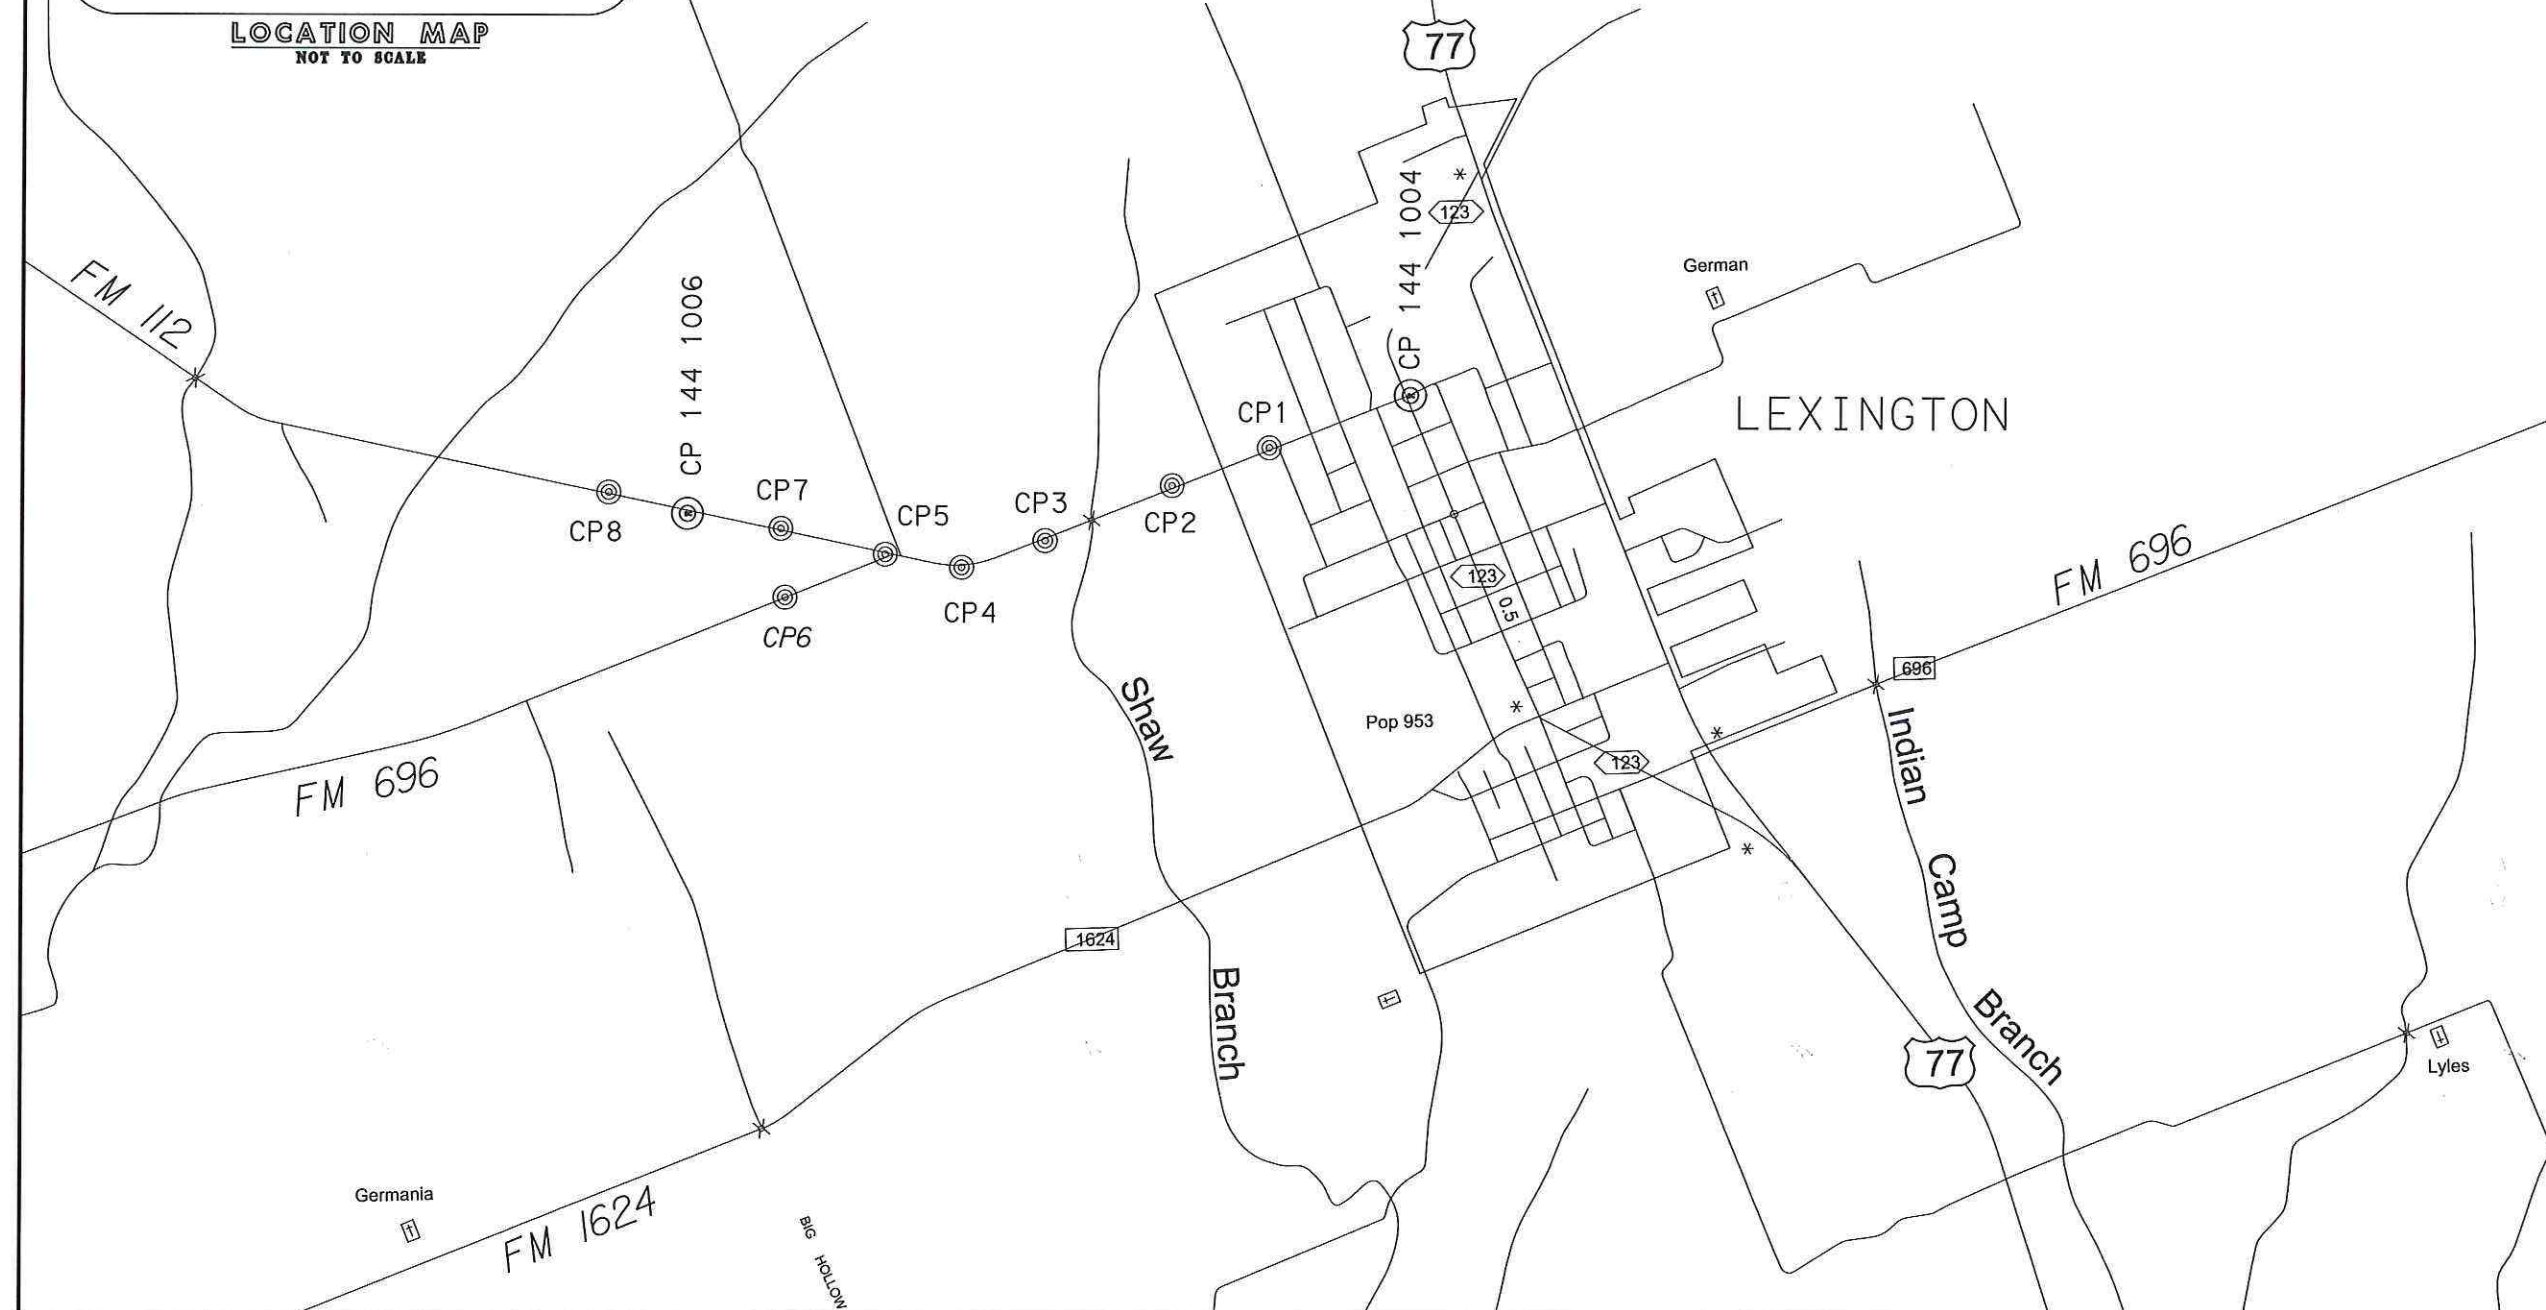 LOCATION MAP
NOT TO SCALE
77
CP 144 1004
123
German
FM 112
CP 144 1006
CP1
LEXINGTON
CP8
CP7
CP5
CP3
CP2
CP4
CP6
123
0.5
FM 696
696
Shaw
Branch
Pop 953
123
Indian
Camp
Branch
FM 696
1624
77
Lyles
Germania
FM 1624
BIG HOLLOW